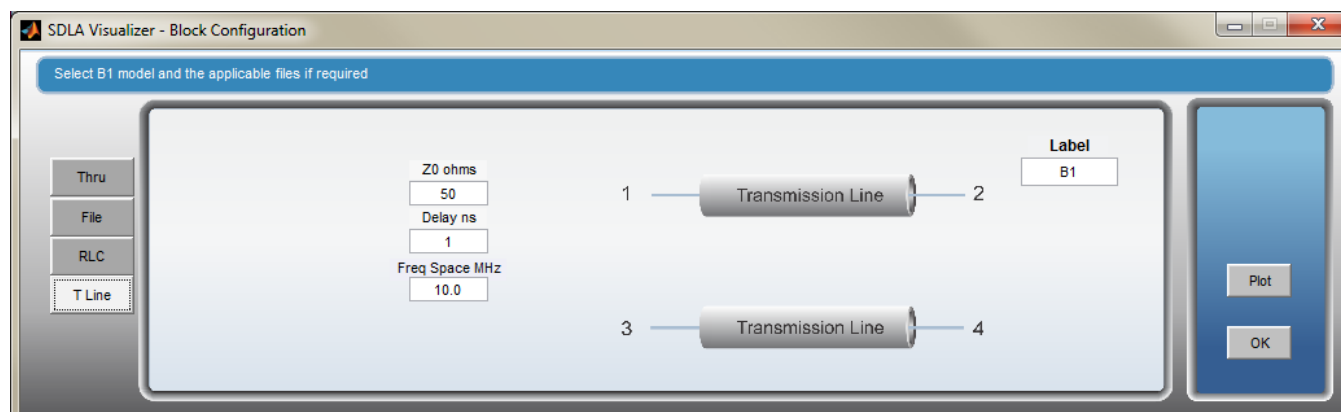 SDLA Visualizer - Block Configuration
Select B1 model and the applicable files if required
Thru
File
RLC
T Line
Z0 ohms
50
Delay ns
1
Freq Space MHz
10.0
1 Transmission Line 2
3 Transmission Line 4
Label
B1
Plot
OK